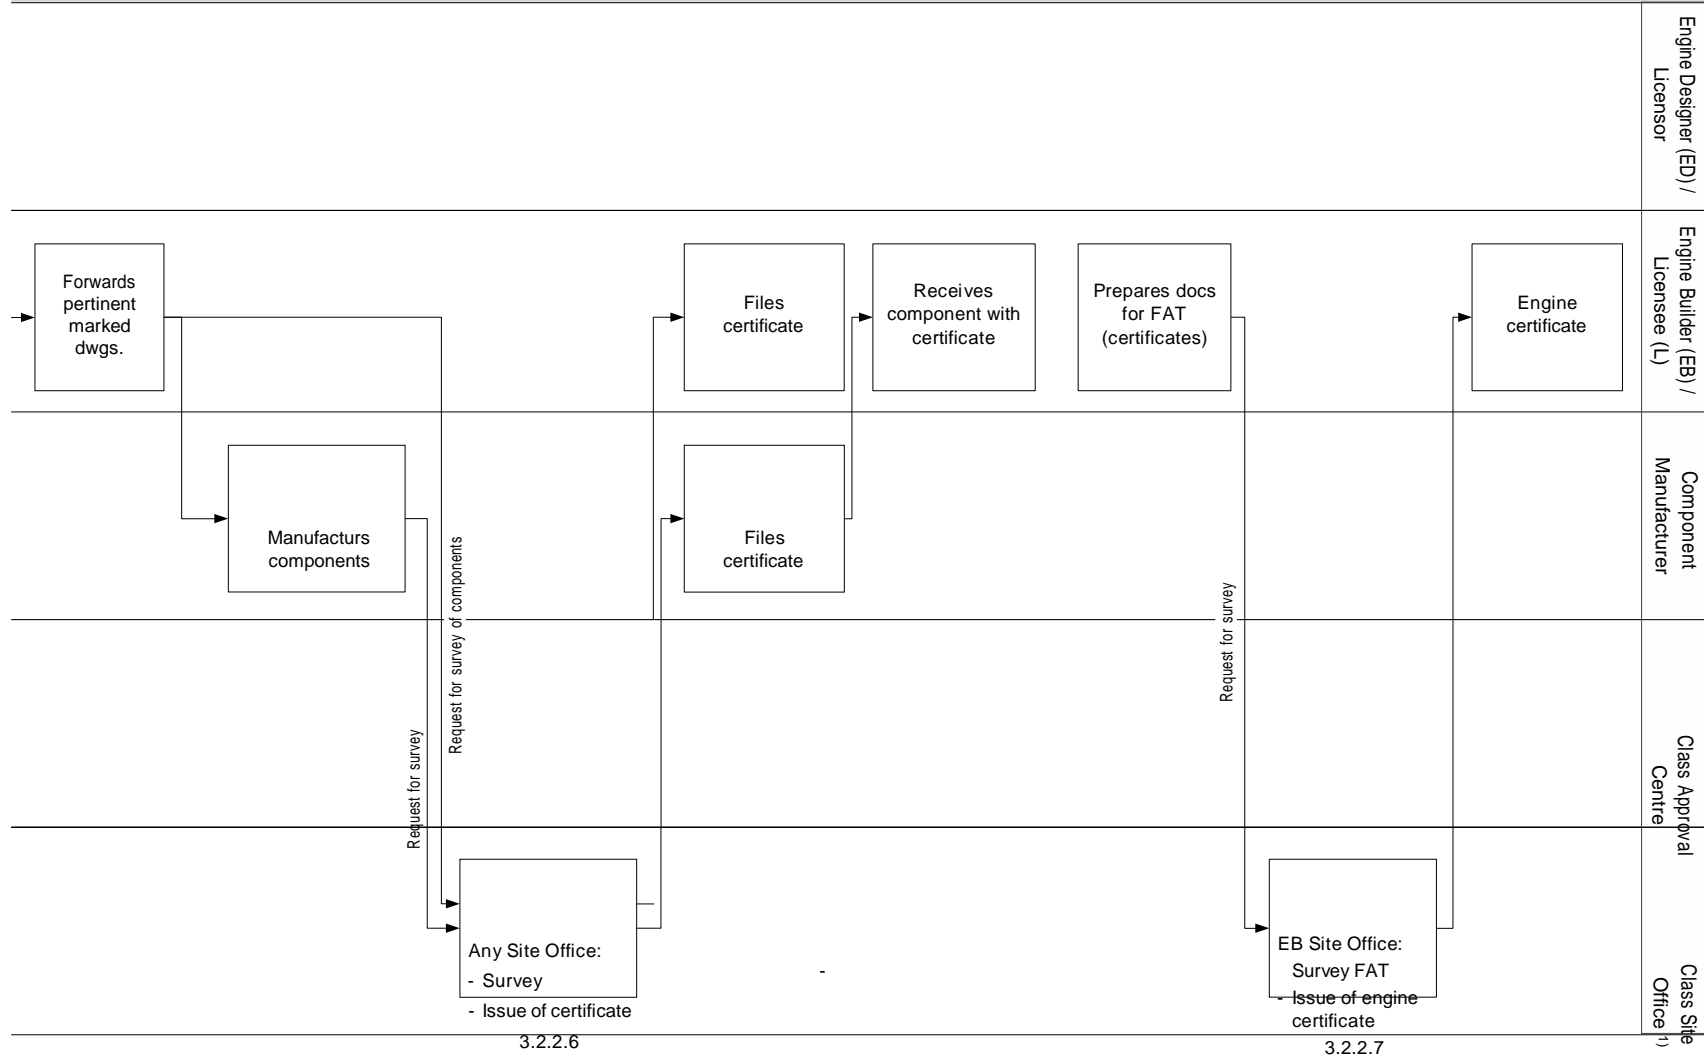 Engine Designer (ED) /
Licensor
Engine Builder (EB) /
Licensee (L)
Forwards
pertinent
marked
dwgs.
Files
certificate
Receives
component with
certificate
Prepares docs
for FAT
(certificates)
Engine
certificate
Component
Manufacturer
Manufacturs
components
Files
certificate
Request for survey of components
Request for survey
Request for survey
Class Approval
Centre
Class Site
Office 1)
Any Site Office:
- Survey
- Issue of certificate
-
EB Site Office:
Survey FAT
- Issue of engine
certificate
3.2.2.6
3.2.2.7